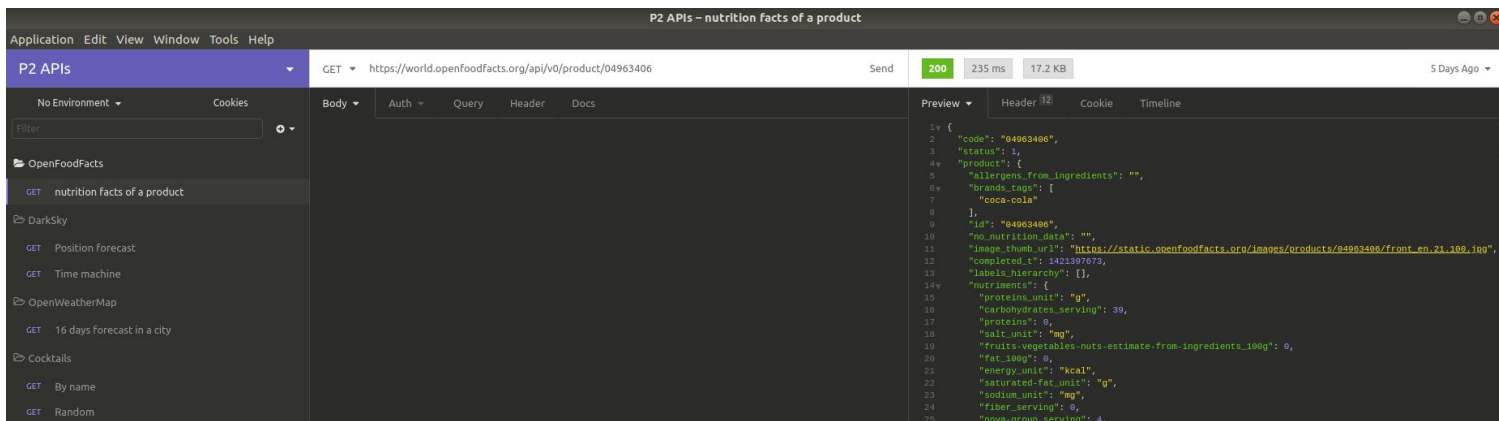 P2 APIs – nutrition facts of a product
Application Edit View Window Tools Help
P2 APIs
GET https://world.openfoodfacts.org/api/v0/product/04963406 Send
200 235 ms 17.2 KB 5 Days Ago
No Environment Cookies
Body Auth Query Header Docs
Preview Header 12 Cookie Timeline
Filter
OpenFoodFacts
GET nutrition facts of a product
DarkSky
GET Position forecast
GET Time machine
OpenWeatherMap
GET 16 days forecast in a city
Cocktails
GET By name
GET Random
1 {
2 "code": "04963406",
3 "status": 1,
4 "product": {
5 "allergens_from_ingredients": "",
6 "brands_tags": [
7 "coca-cola"
8 ],
9 "id": "04963406",
10 "no_nutrition_data": "",
11 "image_thumb_url": "https://static.openfoodfacts.org/images/products/04963406/front_en.21.100.jpg",
12 "completed_t": 1421397673,
13 "labels_hierarchy": [],
14 "nutriments": {
15 "proteins_unit": "g",
16 "carbohydrates_serving": 39,
17 "proteins": 0,
18 "salt_unit": "mg",
19 "fruits-vegetables-nuts-estimate-from-ingredients_100g": 0,
20 "fat_100g": 0,
21 "energy_unit": "kcal",
22 "saturated-fat_unit": "g",
23 "sodium_unit": "mg",
24 "fiber_serving": 0,
25 "nova-group_serving": 4,